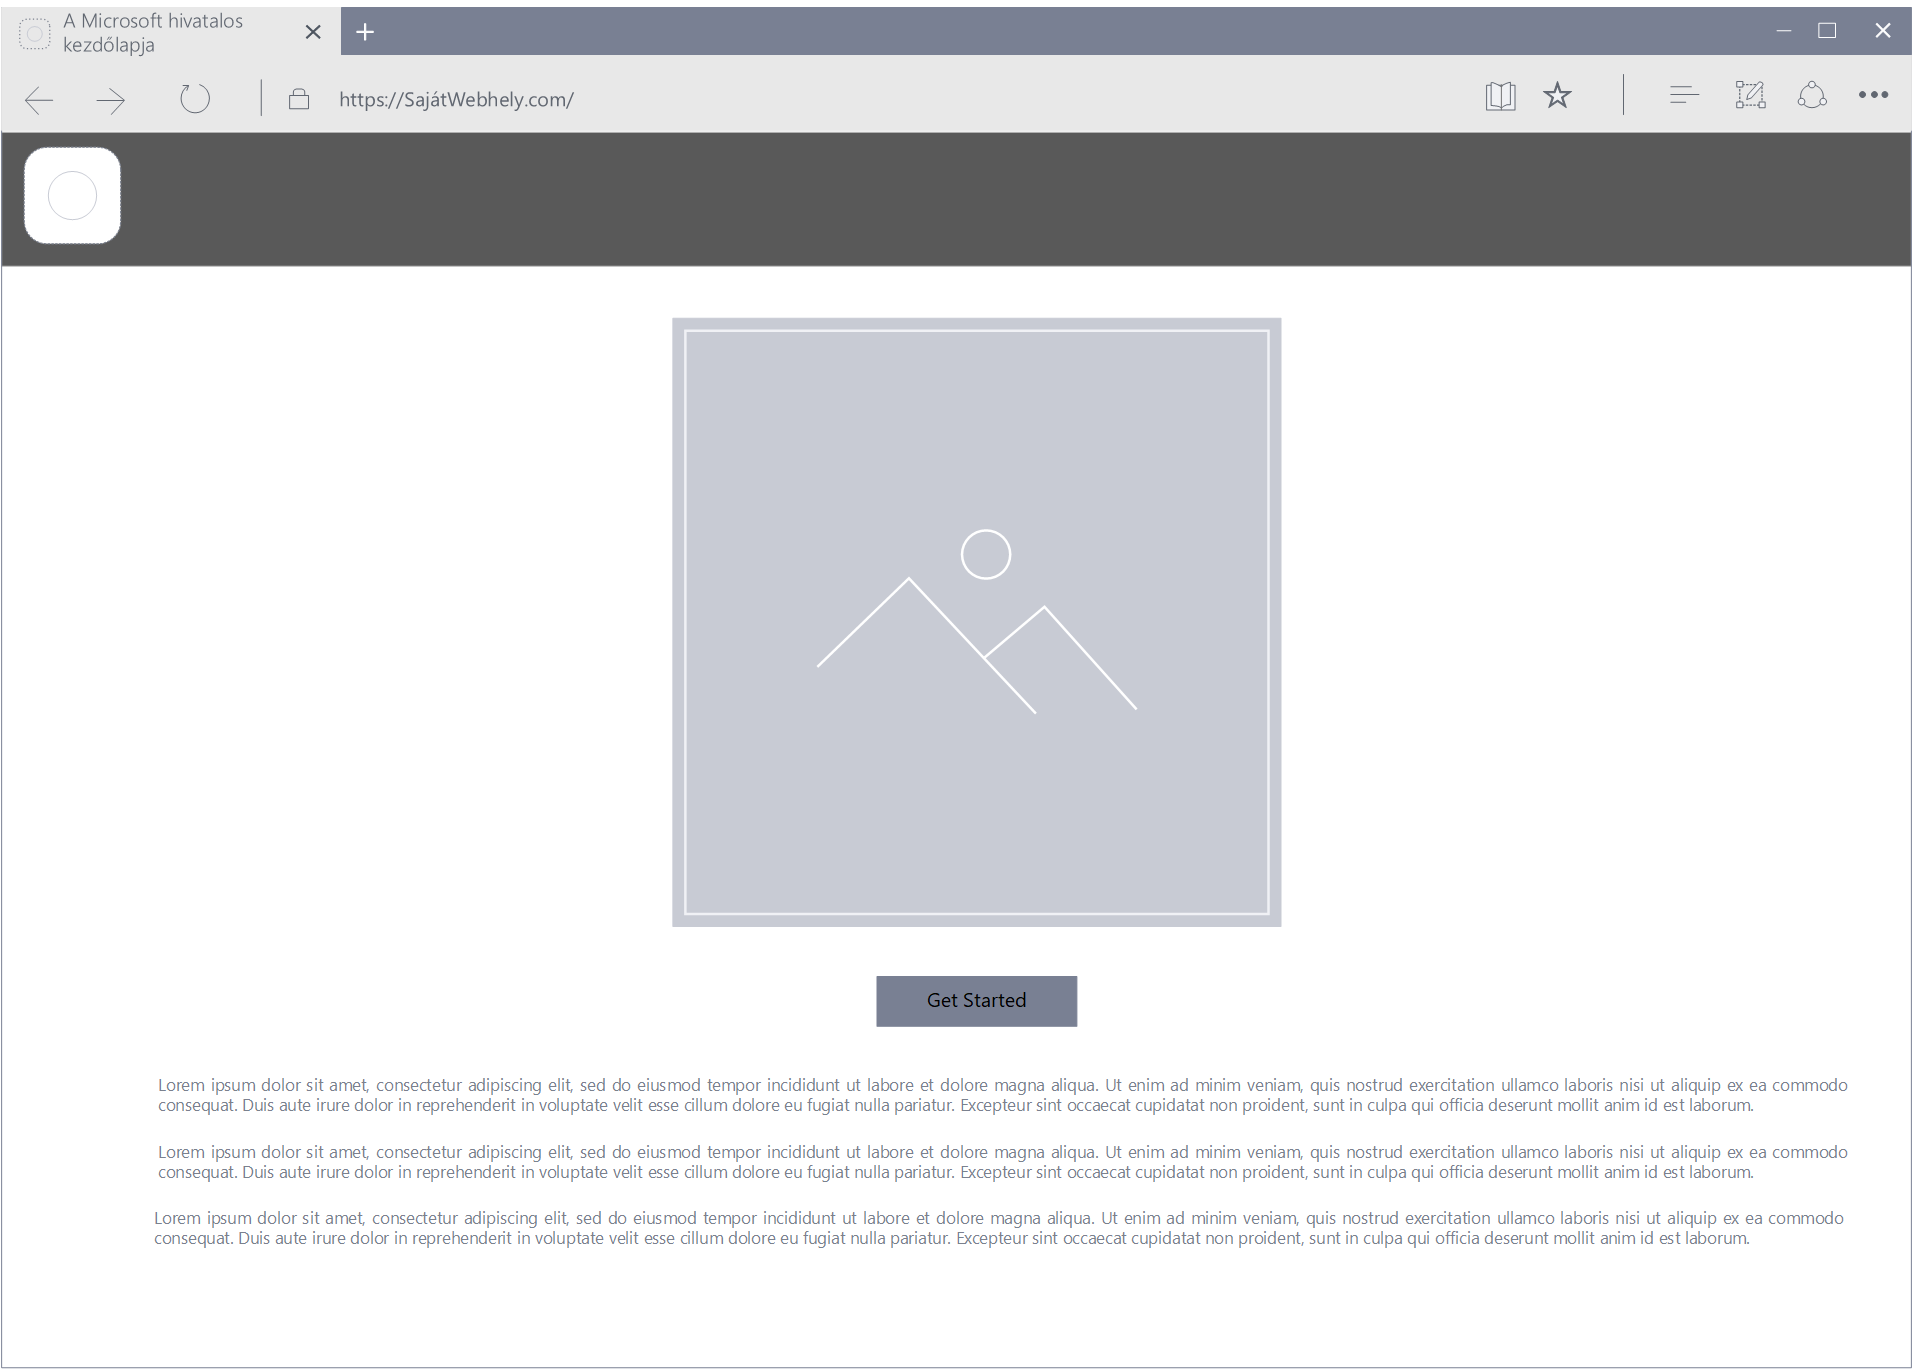 A Microsoft hivatalos
kezdőlapja
https://SajátWebhely.com/
Get Started
Lorem ipsum dolor sit amet, consectetur adipiscing elit, sed do eiusmod tempor incididunt ut labore et dolore magna aliqua. Ut enim ad minim veniam, quis nostrud exercitation ullamco laboris nisi ut aliquip ex ea commodo
consequat. Duis aute irure dolor in reprehenderit in voluptate velit esse cillum dolore eu fugiat nulla pariatur. Excepteur sint occaecat cupidatat non proident, sunt in culpa qui officia deserunt mollit anim id est laborum.
Lorem ipsum dolor sit amet, consectetur adipiscing elit, sed do eiusmod tempor incididunt ut labore et dolore magna aliqua. Ut enim ad minim veniam, quis nostrud exercitation ullamco laboris nisi ut aliquip ex ea commodo
consequat. Duis aute irure dolor in reprehenderit in voluptate velit esse cillum dolore eu fugiat nulla pariatur. Excepteur sint occaecat cupidatat non proident, sunt in culpa qui officia deserunt mollit anim id est laborum.
Lorem ipsum dolor sit amet, consectetur adipiscing elit, sed do eiusmod tempor incididunt ut labore et dolore magna aliqua. Ut enim ad minim veniam, quis nostrud exercitation ullamco laboris nisi ut aliquip ex ea commodo
consequat. Duis aute irure dolor in reprehenderit in voluptate velit esse cillum dolore eu fugiat nulla pariatur. Excepteur sint occaecat cupidatat non proident, sunt in culpa qui officia deserunt mollit anim id est laborum.